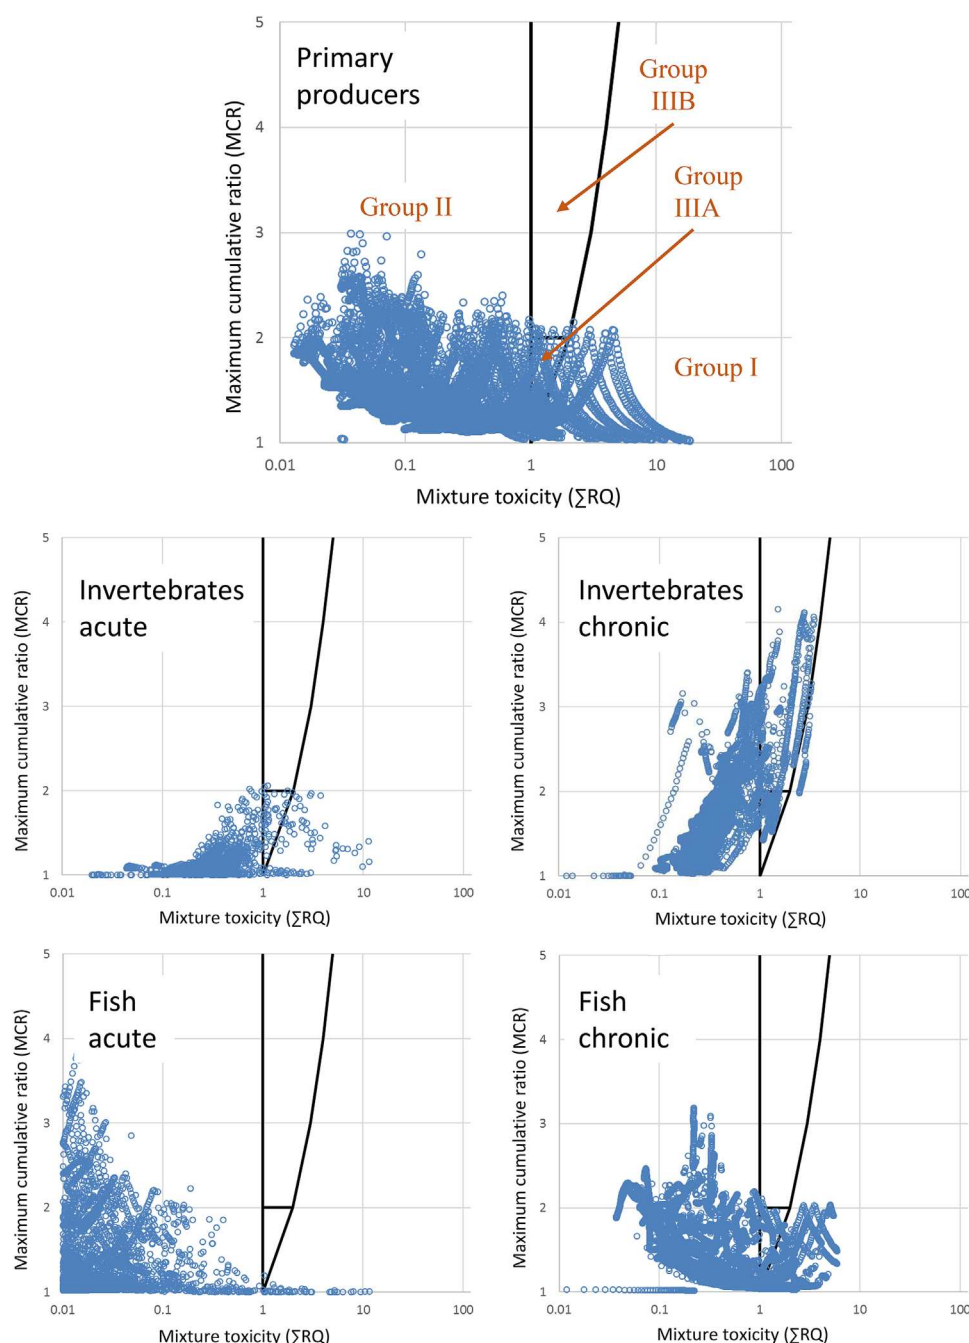 5
Primary
producers
Group
IIIB
4
Group
IIIA
Group II
3
2
Group I
1
0.01
0.1
1
10
100
Maximum cumulative ratio (MCR)
Mixture toxicity (∑RQ)
5
Invertebrates
acute
4
3
2
1
0.01
0.1
1
10
100
Maximum cumulative ratio (MCR)
Mixture toxicity (∑RQ)
5
Invertebrates
chronic
4
3
2
1
0.01
0.1
1
10
100
Maximum cumulative ratio (MCR)
Mixture toxicity (∑RQ)
5
Fish
acute
4
3
2
1
0.01
0.1
1
10
100
Maximum cumulative ratio (MCR)
Mixture toxicity (∑RQ)
5
Fish
chronic
4
3
2
1
0.01
0.1
1
10
100
Maximum cumulative ratio (MCR)
Mixture toxicity (∑RQ)